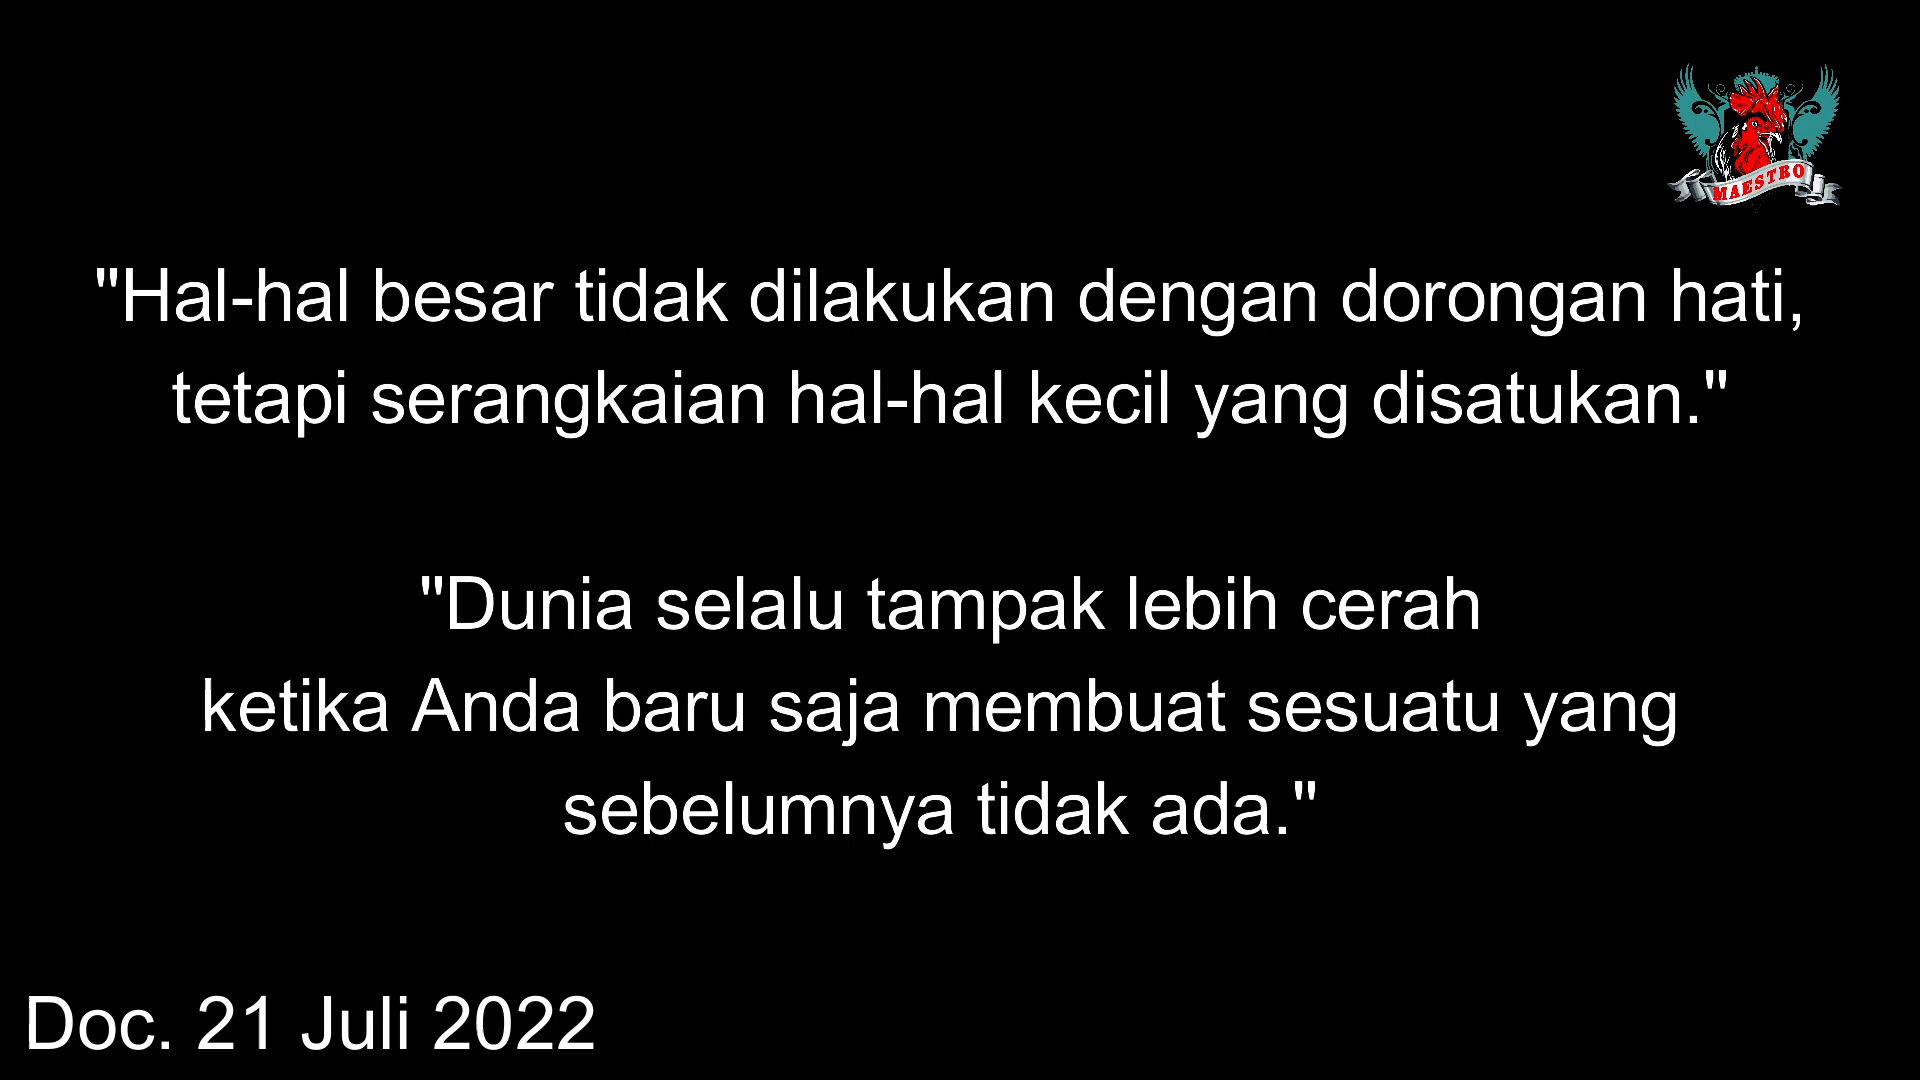 MAESTRO
"Hal-hal besar tidak dilakukan dengan dorongan hati,
tetapi serangkaian hal-hal kecil yang disatukan."
"Dunia selalu tampak lebih cerah
ketika Anda baru saja membuat sesuatu yang
sebelumnya tidak ada."
Doc. 21 Juli 2022